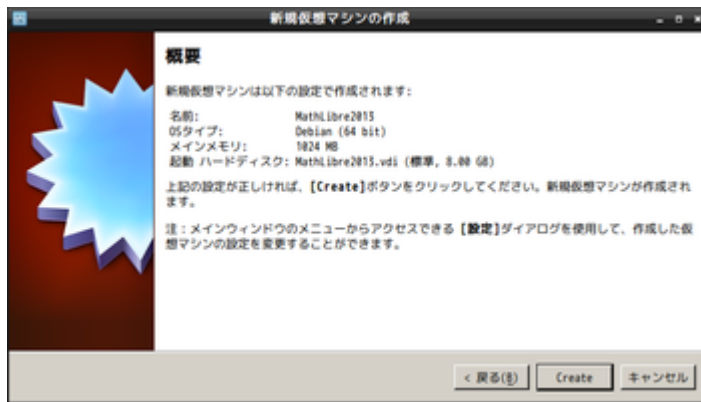 新規仮想マシンの作成
概要
新規仮想マシンは以下の設定で作成されます:
名前: MathLibre2013
OSタイプ: Debian (64 bit)
メインメモリ: 1024 MB
起動 ハードディスク: MathLibre2013.vdi (標準, 8.00 GB)
上記の設定が正しければ、[Create]ボタンをクリックしてください。新規仮想マシンが作成され
ます。
注：メインウィンドウのメニューからアクセスできる [設定]ダイアログを使用して、作成した仮
想マシンの設定を変更することができます。
< 戻る(B) Create キャンセル